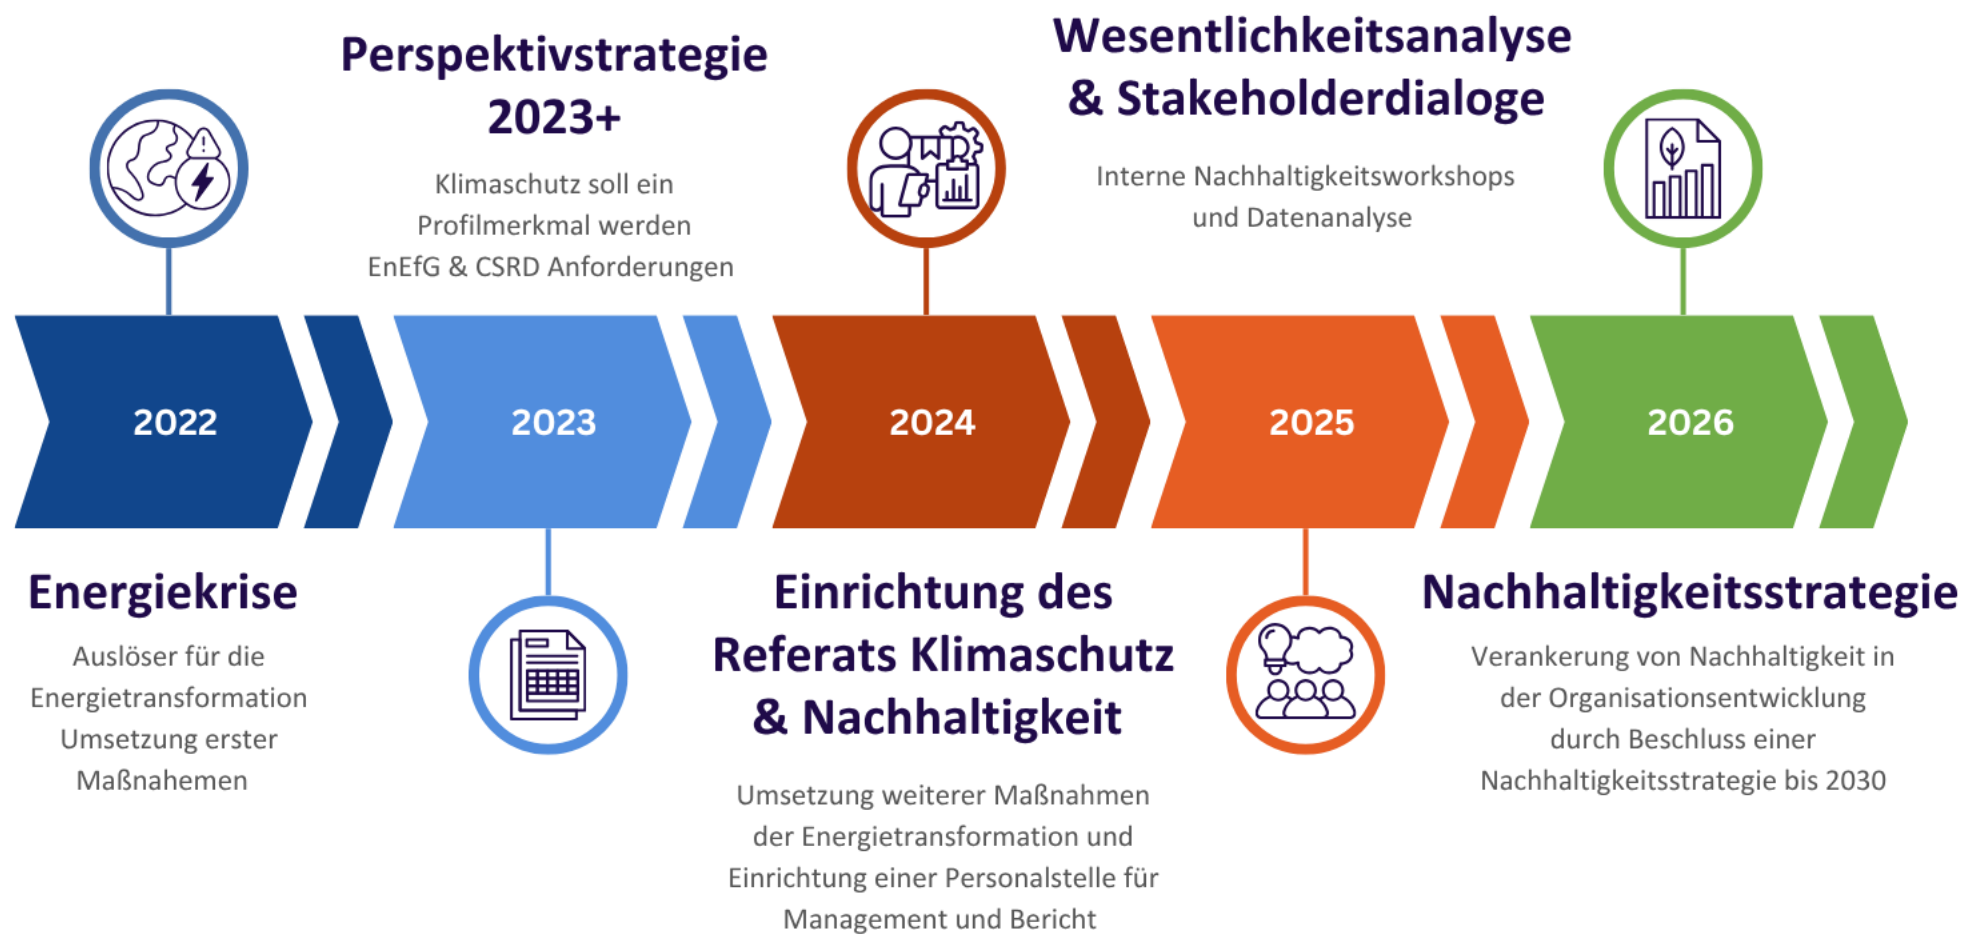 Perspektivstrategie
2023+
Klimaschutz soll ein
Profilmerkmal werden
EnEfG & CSRD Anforderungen
Wesentlichkeitsanalyse
& Stakeholderdialoge
Interne Nachhaltigkeitsworkshops
und Datenanalyse
2022
2023
2024
2025
2026
Energiekrise
Auslöser für die
Energietransformation
Umsetzung erster
Maßnahemen
Einrichtung des
Referats Klimaschutz
& Nachhaltigkeit
Umsetzung weiterer Maßnahmen
der Energietransformation und
Einrichtung einer Personalstelle für
Management und Bericht
Nachhaltigkeitsstrategie
Verankerung von Nachhaltigkeit in
der Organisationsentwicklung
durch Beschluss einer
Nachhaltigkeitsstrategie bis 2030